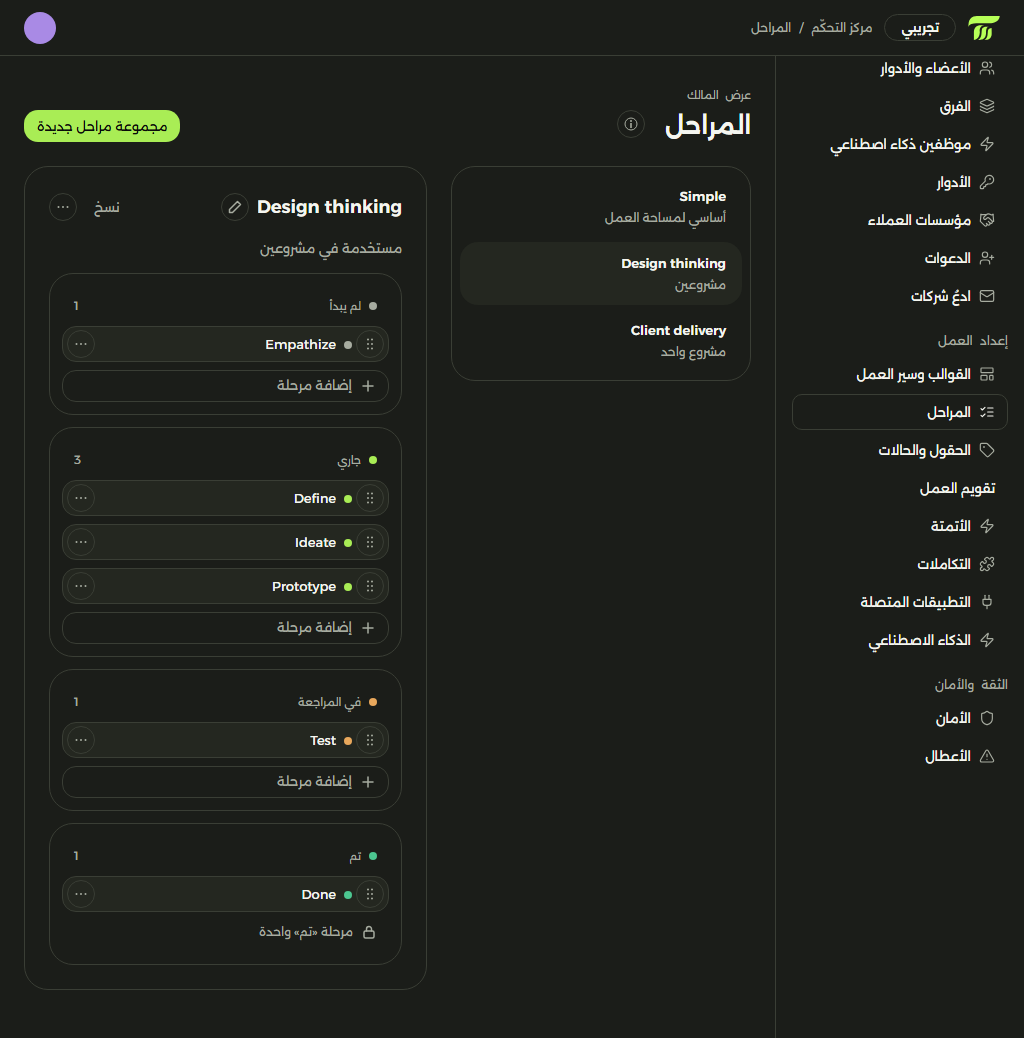 تجريبي
مركز التحكّم / المراحل
الأعضاء والأدوار
الفرق
موظفين ذكاء اصطناعي
الأدوار
مؤسسات العملاء
الدعوات
ادعُ شركات
إعداد العمل
القوالب وسير العمل
المراحل
الحقول والحالات
تقويم العمل
الأتمتة
التكاملات
التطبيقات المتصلة
الذكاء الاصطناعي
الثقة والأمان
الأمان
الأعطال
عرض المالك
المراحل
مجموعة مراحل جديدة
Simple
أساسي لمساحة العمل
Design thinking
مشروعين
Client delivery
مشروع واحد
Design thinking
نسخ
مستخدمة في مشروعين
لم يبدأ 1
Empathize
إضافة مرحلة
جاري 3
Define
Ideate
Prototype
إضافة مرحلة
في المراجعة 1
Test
إضافة مرحلة
تم 1
Done
مرحلة «تم» واحدة